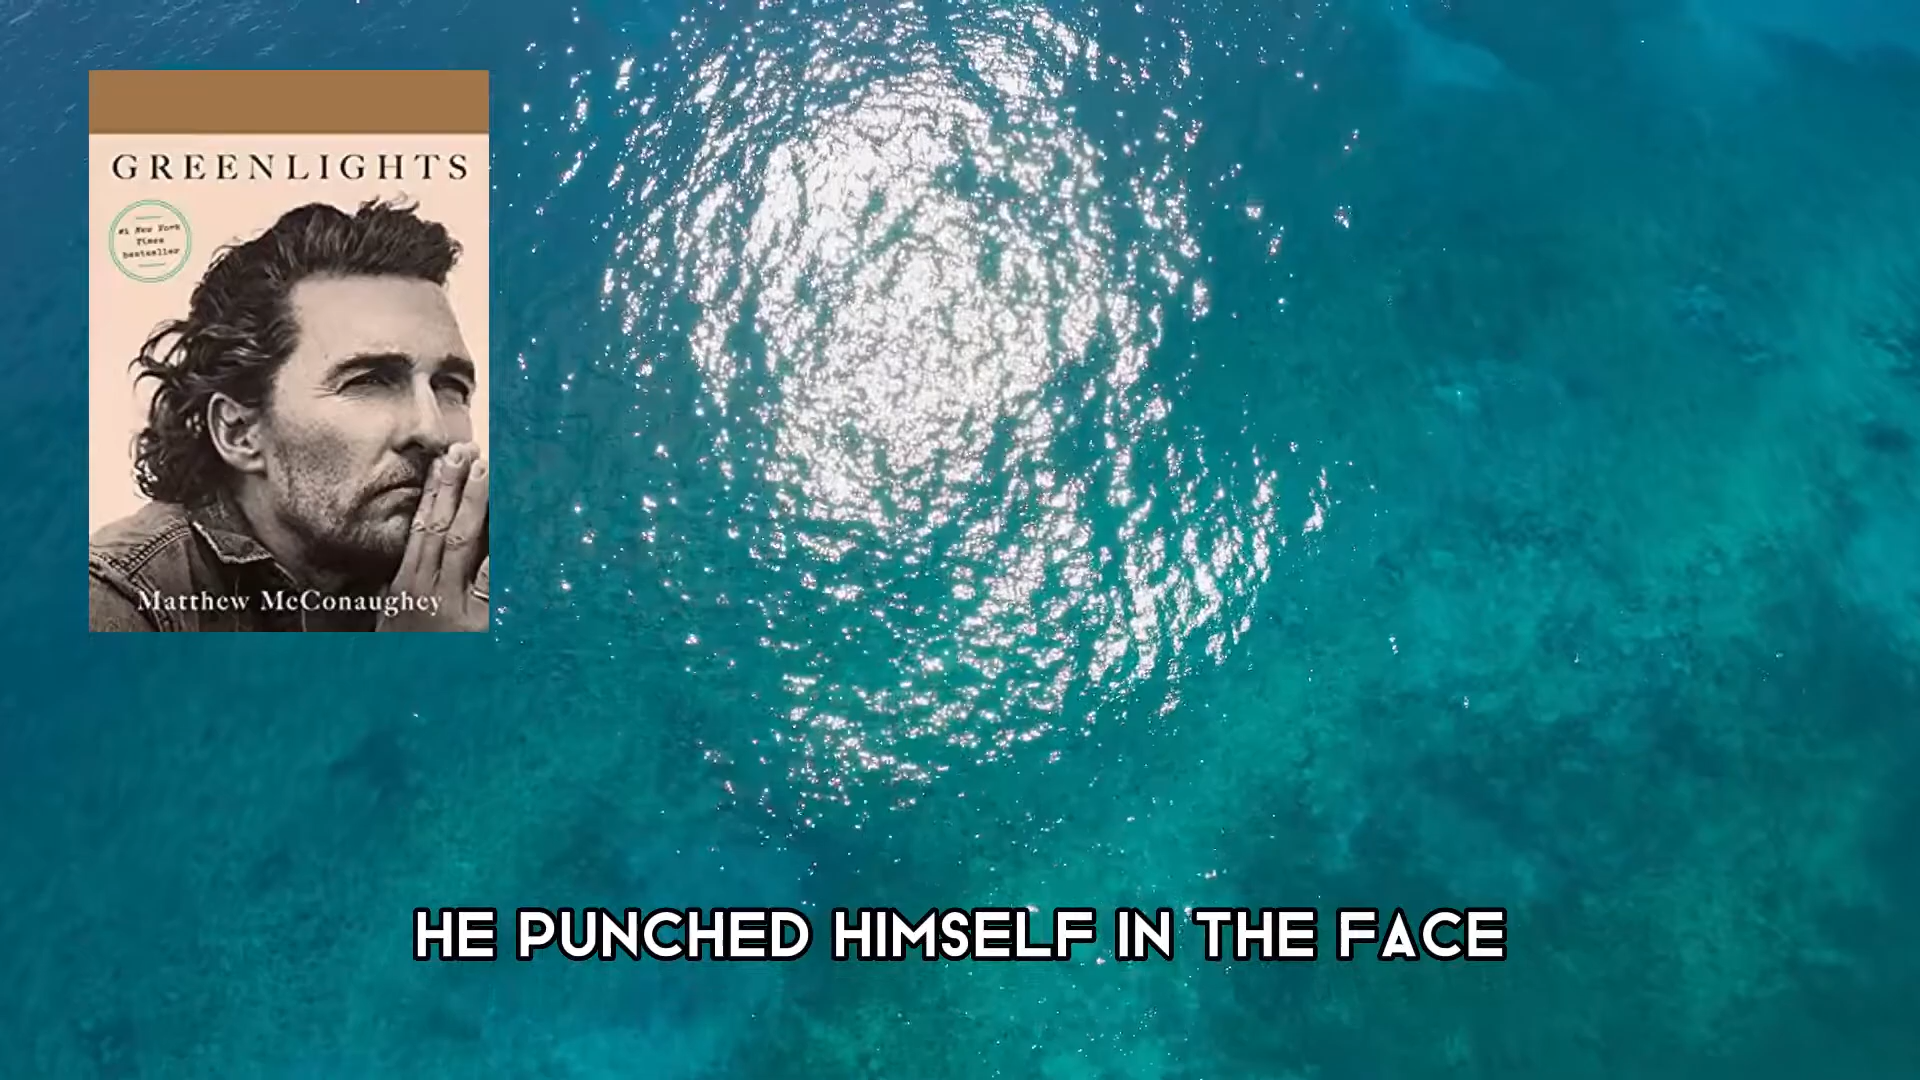 GREENLIGHTS
#1 New York
Times
bestseller
Matthew McConaughey
HE PUNCHED HIMSELF IN THE FACE